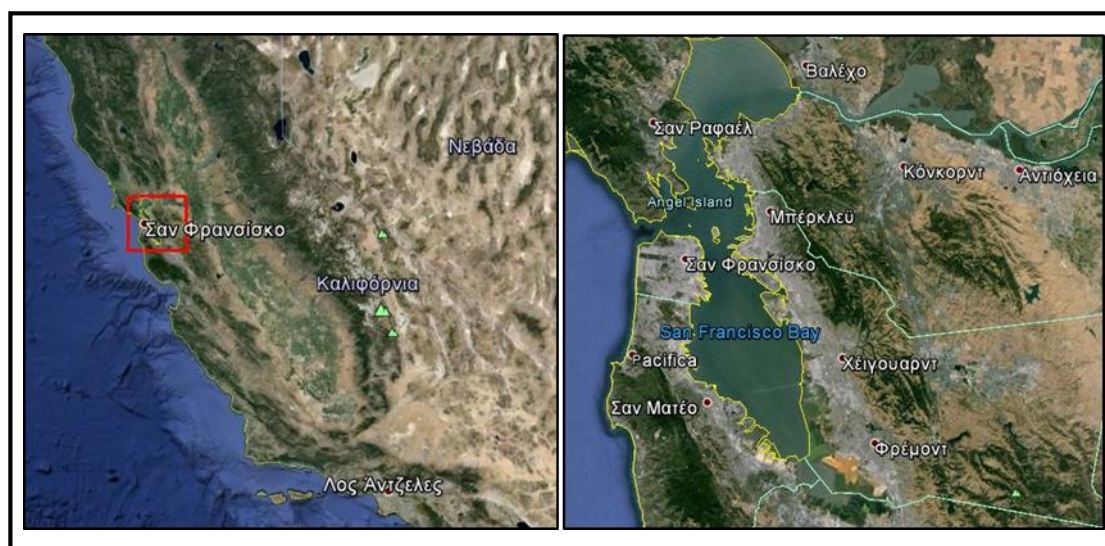 Νεβάδα
Σαν Φρανσίσκο
Καλιφόρνια
Λος Άντζελες
Βαλέχο
Σαν Ραφαέλ
Κόνκορντ
Αντιόχεια
Angel Island
Μπέρκλεϋ
Σαν Φρανσίσκο
San Francisco Bay
Pacifica
Χέιγουαρντ
Σαν Ματέο
Φρέμοντ